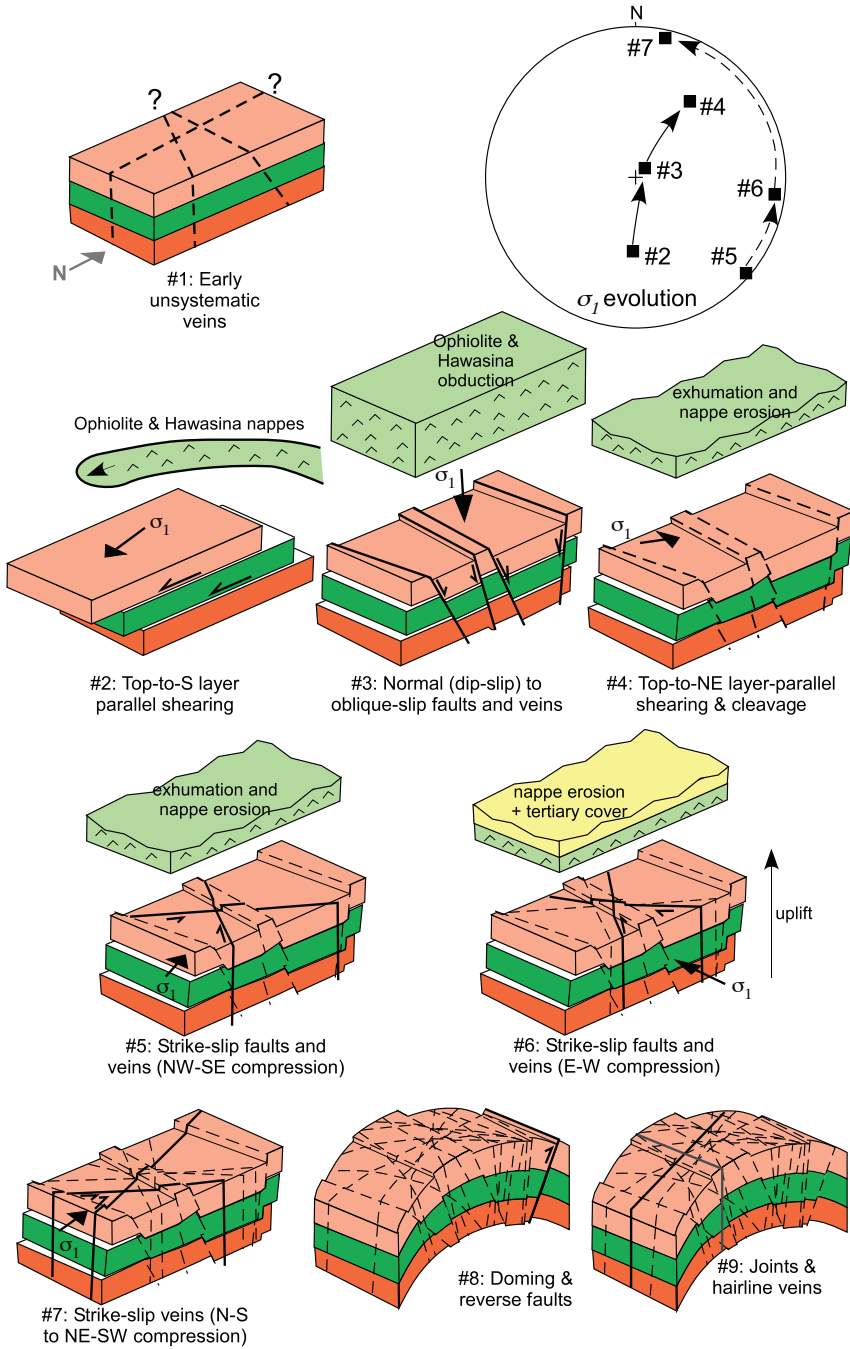 ?
?
N
#1: Early
unsystematic
veins
N
#7
#4
#3
#6
#2
#5
σ1 evolution
Ophiolite & Hawasina nappes
Ophiolite &
Hawasina
obduction
exhumation and
nappe erosion
σ1
σ1
σ1
#2: Top-to-S layer
parallel shearing
#3: Normal (dip-slip) to
oblique-slip faults and veins
#4: Top-to-NE layer-parallel
shearing & cleavage
exhumation and
nappe erosion
nappe erosion
+ tertiary cover
uplift
σ1
σ1
#5: Strike-slip faults and
veins (NW-SE compression)
#6: Strike-slip faults and
veins (E-W compression)
σ1
#7: Strike-slip veins (N-S
to NE-SW compression)
#8: Doming &
reverse faults
#9: Joints &
hairline veins